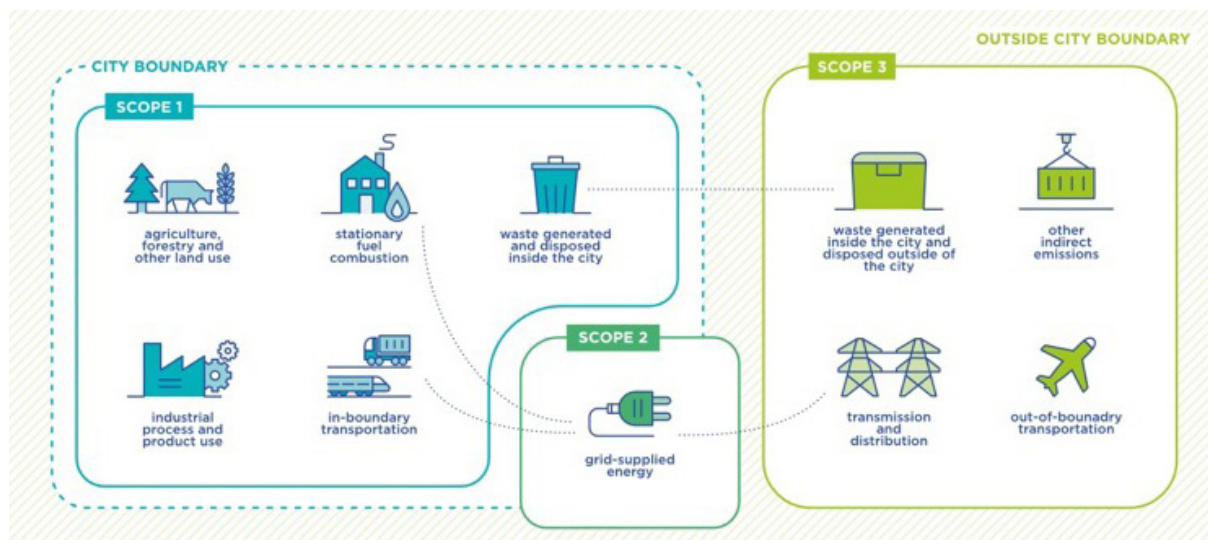 OUTSIDE CITY BOUNDARY
CITY BOUNDARY
SCOPE 3
SCOPE 1
agriculture,
forestry and
other land use
stationary
fuel
combustion
waste generated
and disposed
inside the city
waste generated
inside the city and
disposed outside of
the city
other
indirect
emissions
SCOPE 2
industrial
process and
product use
in-boundary
transportation
grid-supplied
energy
transmission
and
distribution
out-of-bounadry
transportation